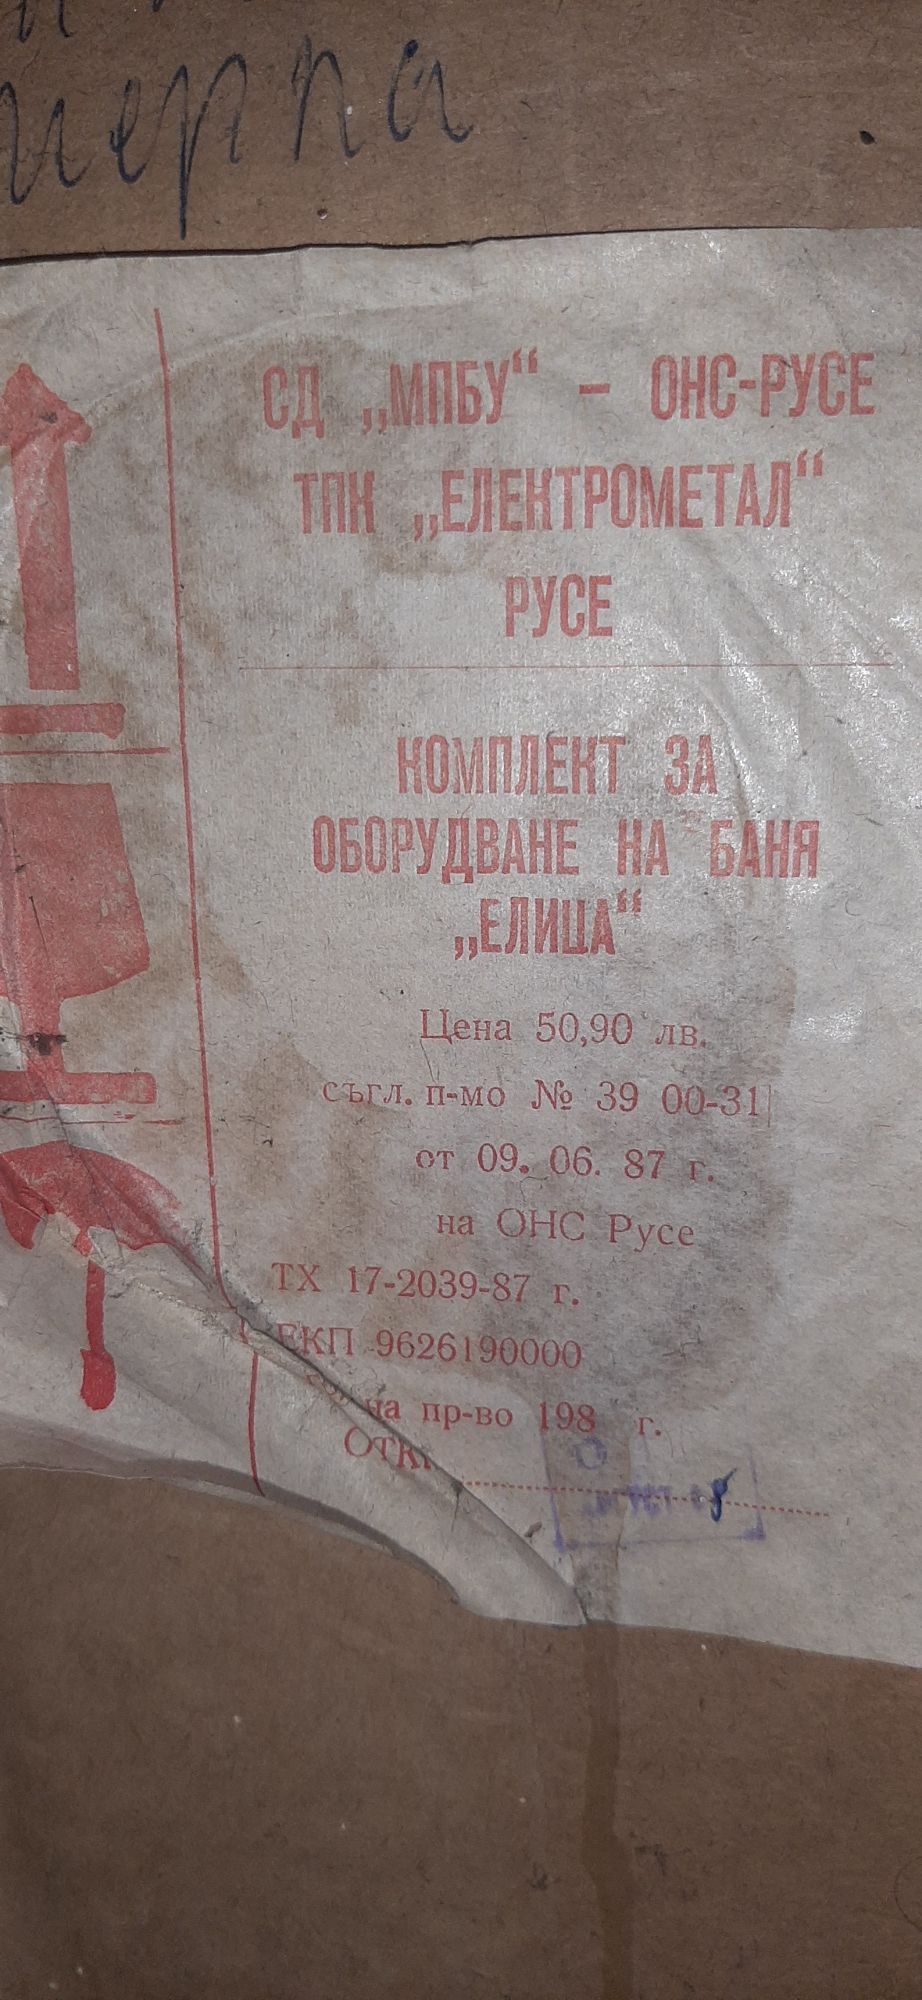 СД „МПБУ“ – ОНС-РУСЕ
ТПК „ЕЛЕКТРОМЕТАЛ“
РУСЕ
КОМПЛЕКТ ЗА
ОБОРУДВАНЕ НА БАНЯ
„ЕЛИЦА“
Цена 50,90 лв.
съгл. п-мо № 39 00-31
от 09. 06. 87 г.
на ОНС Русе
ТХ 17-2039-87 г.
ЕКП 9626190000
на пр-во 198 г.